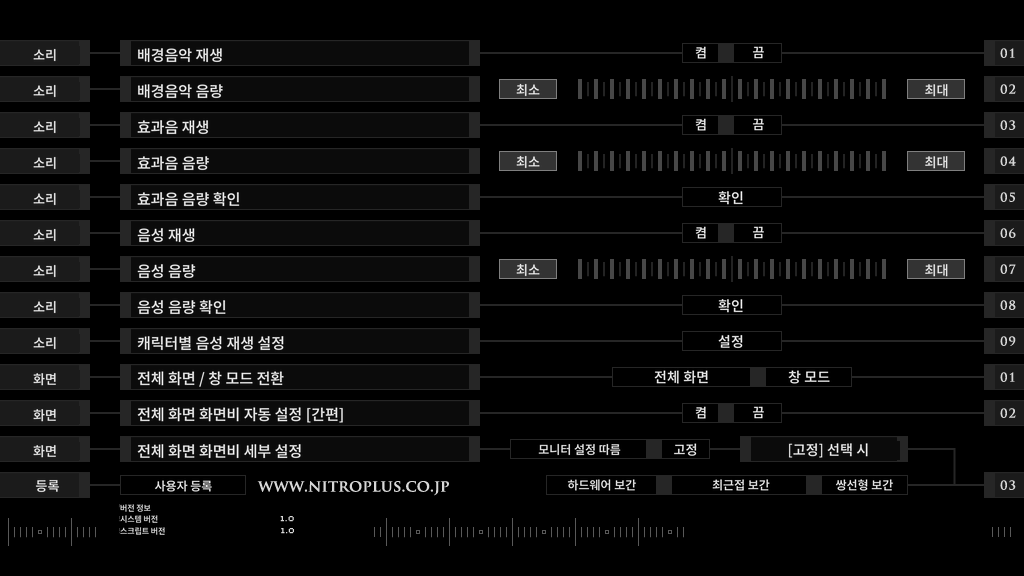 소리 배경음악 재생 켬 끔 01
소리 배경음악 음량 최소 최대 02
소리 효과음 재생 켬 끔 03
소리 효과음 음량 최소 최대 04
소리 효과음 음량 확인 확인 05
소리 음성 재생 켬 끔 06
소리 음성 음량 최소 최대 07
소리 음성 음량 확인 확인 08
소리 캐릭터별 음성 재생 설정 설정 09
화면 전체 화면 / 창 모드 전환 전체 화면 창 모드 01
화면 전체 화면 화면비 자동 설정 [간편] 켬 끔 02
화면 전체 화면 화면비 세부 설정 모니터 설정 따름 고정 [고정] 선택 시
등록 사용자 등록 WWW.NITROPLUS.CO.JP 하드웨어 보간 최근접 보간 쌍선형 보간 03
버전 정보
시스템 버전 1.0
스크립트 버전 1.0